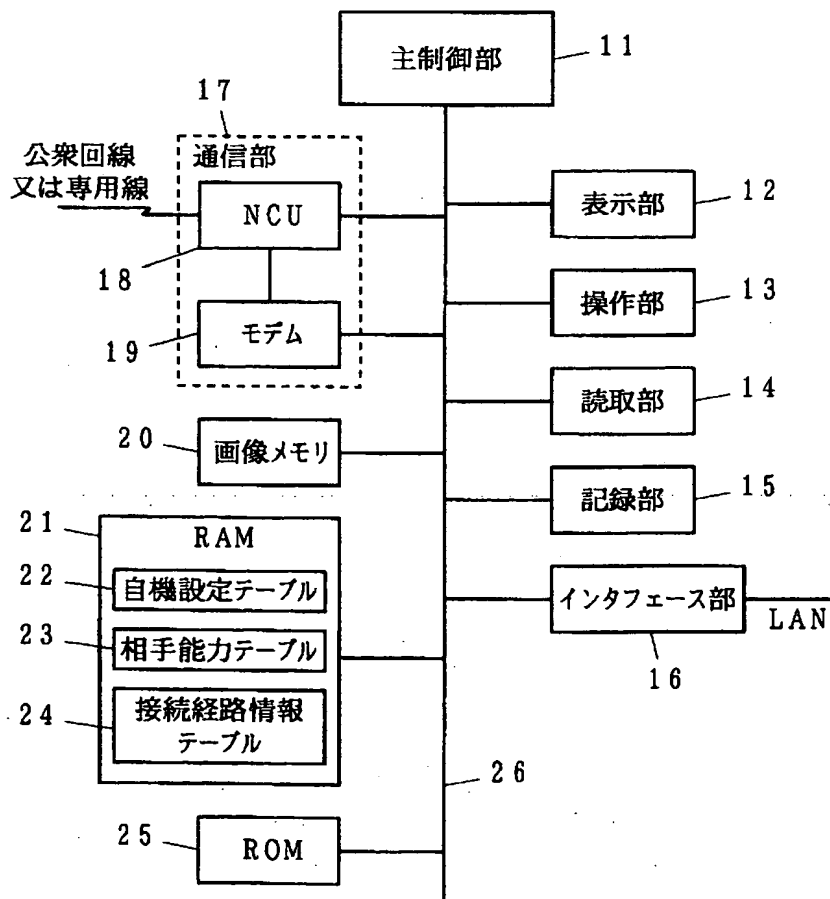 主制御部
11
17
公衆回線
又は専用線
通信部
NCU
18
モデム
19
表示部
12
操作部
13
読取部
14
記録部
15
20
画像メモリ
21
RAM
22
自機設定テーブル
23
相手能力テーブル
24
接続経路情報
テーブル
インタフェース部
LAN
16
26
25
ROM